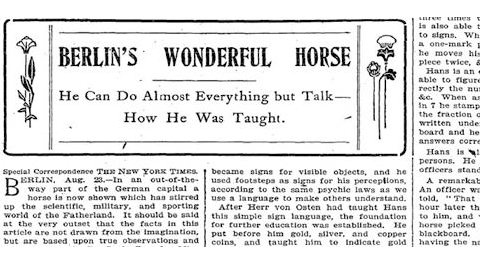 BERLIN'S WONDERFUL HORSE
He Can Do Almost Everything but Talk—
How He Was Taught.
Special Correspondence THE NEW YORK TIMES.
BERLIN, Aug. 23.—In an out-of-the-
way part of the German capital a
horse is now shown which has stirred
up the scientific, military, and sporting
world of the Fatherland. It should be said
at the very outset that the facts in this
article are not drawn from the imagination,
but are based upon true observations and
became signs for visible objects, and he
used footsteps as signs for his perceptions,
according to the same psychic laws as we
use a language to make others understand.
After Herr von Osten had taught Hans
this simple sign language, the foundation
for further education was established. He
put before him gold, silver, and copper
coins, and taught him to indicate gold
three times
is also able t
to signs. Wh
a one-mark p
he moves his
piece twice, &
Hans is an e
able to figure
rectly the nun
&c. When as
in 7 he stamp
the fraction o
written unde
board and he
answers corre
Hans is
persons. He
officers stand
A remarka
An officer wa
told, "That
hour later th
to him, and
horse picked
blackboard.
having the na